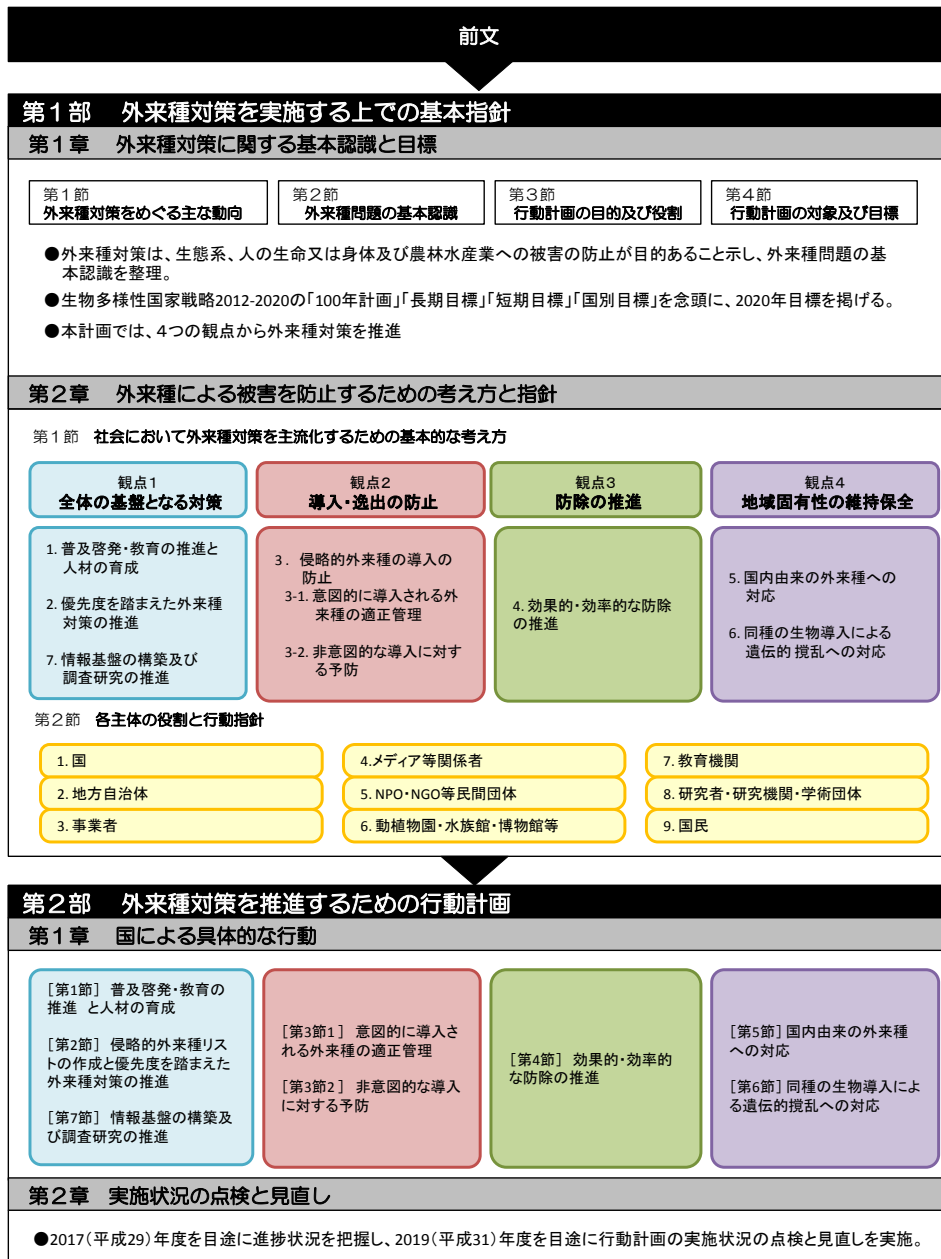 前文
第1部　外来種対策を実施する上での基本指針
第1章　外来種対策に関する基本認識と目標
第1節
外来種対策をめぐる主な動向
第2節
外来種問題の基本認識
第3節
行動計画の目的及び役割
第4節
行動計画の対象及び目標
●外来種対策は、生態系、人の生命又は身体及び農林水産業への被害の防止が目的あること示し、外来種問題の基
本認識を整理。
●生物多様性国家戦略2012-2020の「100年計画」「長期目標」「短期目標」「国別目標」を念頭に、2020年目標を掲げる。
●本計画では、４つの観点から外来種対策を推進
第2章　外来種による被害を防止するための考え方と指針
第1節 社会において外来種対策を主流化するための基本的な考え方
観点1
全体の基盤となる対策
1. 普及啓発・教育の推進と
人材の育成
2. 優先度を踏まえた外来種
対策の推進
7. 情報基盤の構築及び
調査研究の推進
観点2
導入・逸出の防止
3． 侵略的外来種の導入の
防止
3-1. 意図的に導入される外
来種の適正管理
3-2. 非意図的な導入に対す
る予防
観点3
防除の推進
4. 効果的・効率的な防除
の推進
観点4
地域固有性の維持保全
5. 国内由来の外来種への
対応
6. 同種の生物導入による
遺伝的 撹乱への対応
第2節 各主体の役割と行動指針
1. 国
2. 地方自治体
3. 事業者
4.メディア等関係者
5. NPO・NGO等民間団体
6. 動植物園・水族館・博物館等
7. 教育機関
8. 研究者・研究機関・学術団体
9. 国民
第2部　外来種対策を推進するための行動計画
第1章　国による具体的な行動
[第1節] 普及啓発・教育の
推進 と人材の育成
[第2節] 侵略的外来種リス
トの作成と優先度を踏まえた
外来種対策の推進
[第7節] 情報基盤の構築及
び調査研究の推進
[第3節1] 意図的に導入さ
れる外来種の適正管理
[第3節2] 非意図的な導入
に対する予防
[第4節] 効果的・効率的
な防除の推進
[第5節] 国内由来の外来種
への対応
[第6節] 同種の生物導入によ
る遺伝的撹乱への対応
第2章　実施状況の点検と見直し
●2017（平成29）年度を目途に進捗状況を把握し、2019（平成31）年度を目途に行動計画の実施状況の点検と見直しを実施。